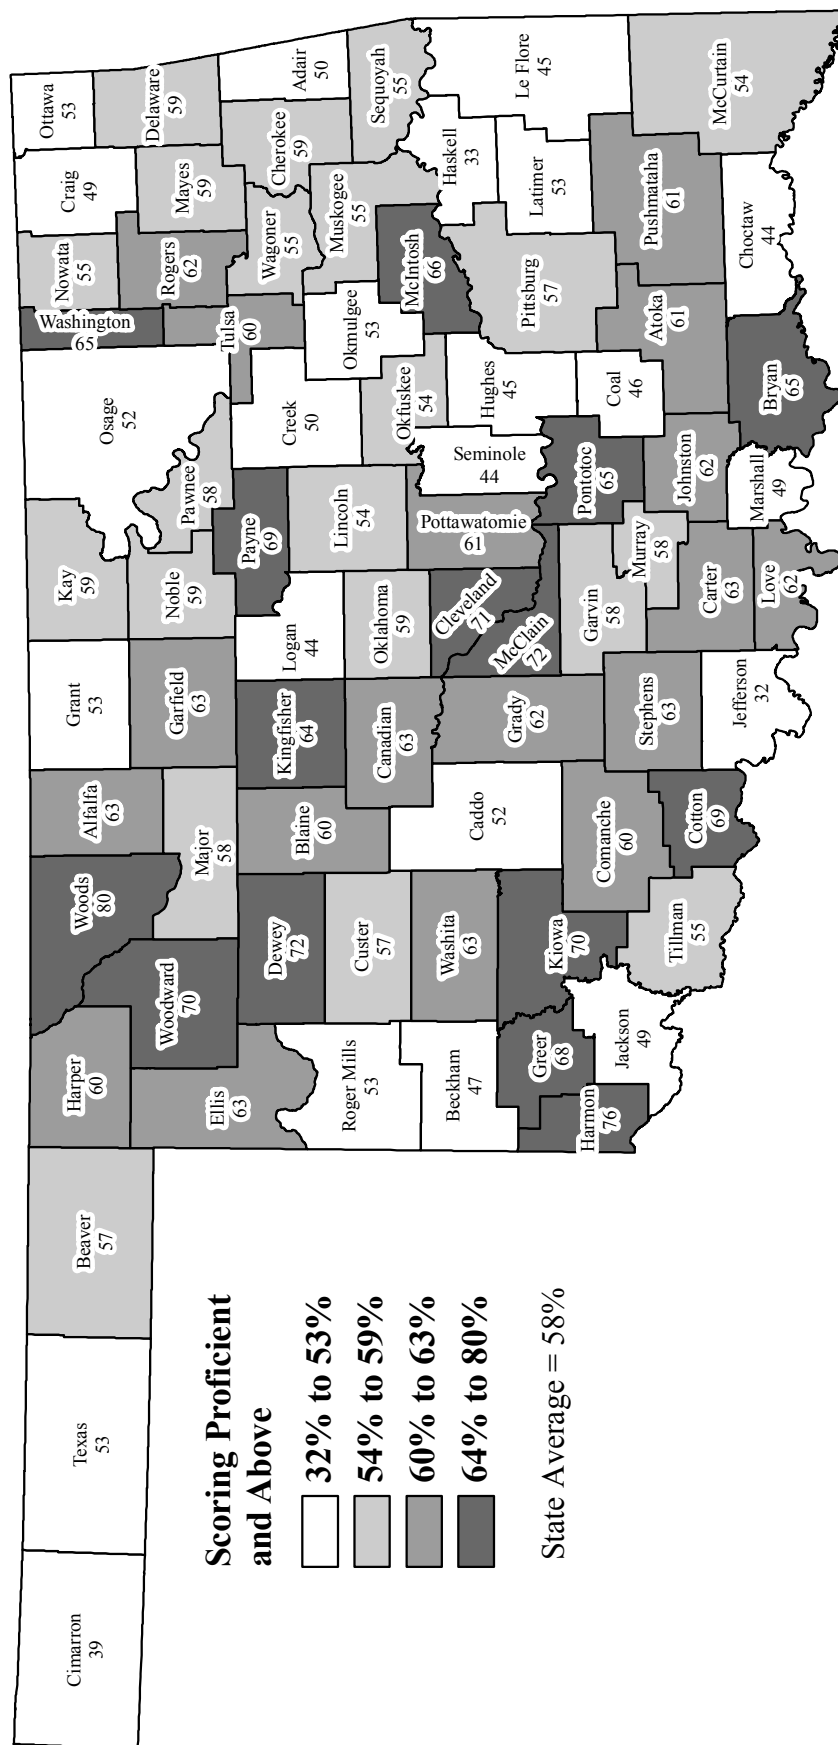 Cimarron
39
Texas
53
Beaver
57
Harper
60
Woods
80
Alfalfa
63
Grant
53
Kay
59
Osage
52
Washington
65
Nowata
55
Craig
49
Ottawa
53
Ellis
63
Woodward
70
Major
58
Garfield
63
Noble
59
Pawnee
58
Tulsa
60
Rogers
62
Mayes
59
Delaware
59
Roger Mills
53
Dewey
72
Blaine
60
Kingfisher
64
Logan
44
Payne
69
Creek
50
Wagoner
55
Cherokee
59
Adair
50
Custer
57
Canadian
63
Oklahoma
59
Lincoln
54
Okfuskee
54
Okmulgee
53
Muskogee
55
Sequoyah
55
Beckham
47
Washita
63
Caddo
52
Grady
62
Cleveland
71
McClain
72
Pottawatomie
61
Seminole
44
Hughes
45
McIntosh
66
Haskell
33
Le Flore
45
Harmon
76
Greer
68
Kiowa
70
Jackson
49
Comanche
60
Stephens
63
Garvin
58
Murray
58
Pontotoc
65
Coal
46
Pittsburg
57
Latimer
53
Tillman
55
Cotton
69
Jefferson
32
Carter
63
Love
62
Johnston
62
Marshall
49
Atoka
61
Bryan
65
Pushmataha
61
Choctaw
44
McCurtain
54
Scoring Proficient
and Above
32% to 53%
54% to 59%
60% to 63%
64% to 80%
State Average = 58%